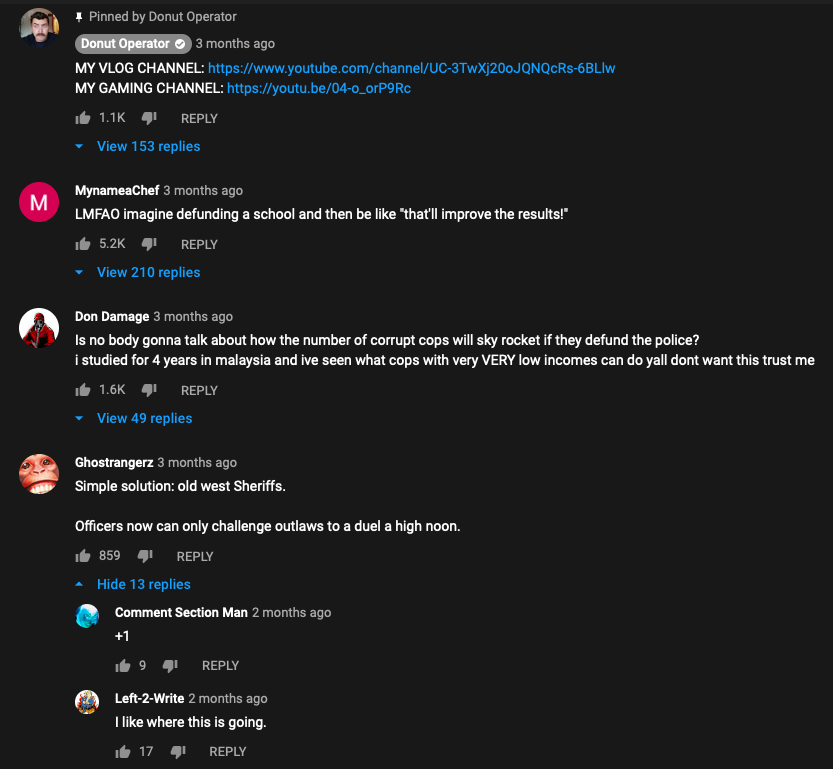 Pinned by Donut Operator
Donut Operator 3 months ago
MY VLOG CHANNEL: https://www.youtube.com/channel/UC-3TwXj20oJQNQcRs-6BLlw
MY GAMING CHANNEL: https://youtu.be/04-o_orP9Rc
1.1K REPLY
View 153 replies
M
MynameaChef 3 months ago
LMFAO imagine defunding a school and then be like "that'll improve the results!"
5.2K REPLY
View 210 replies
Don Damage 3 months ago
Is no body gonna talk about how the number of corrupt cops will sky rocket if they defund the police?
i studied for 4 years in malaysia and ive seen what cops with very VERY low incomes can do yall dont want this trust me
1.6K REPLY
View 49 replies
Ghostrangerz 3 months ago
Simple solution: old west Sheriffs.
Officers now can only challenge outlaws to a duel a high noon.
859 REPLY
Hide 13 replies
Comment Section Man 2 months ago
+1
9 REPLY
Left-2-Write 2 months ago
I like where this is going.
17 REPLY